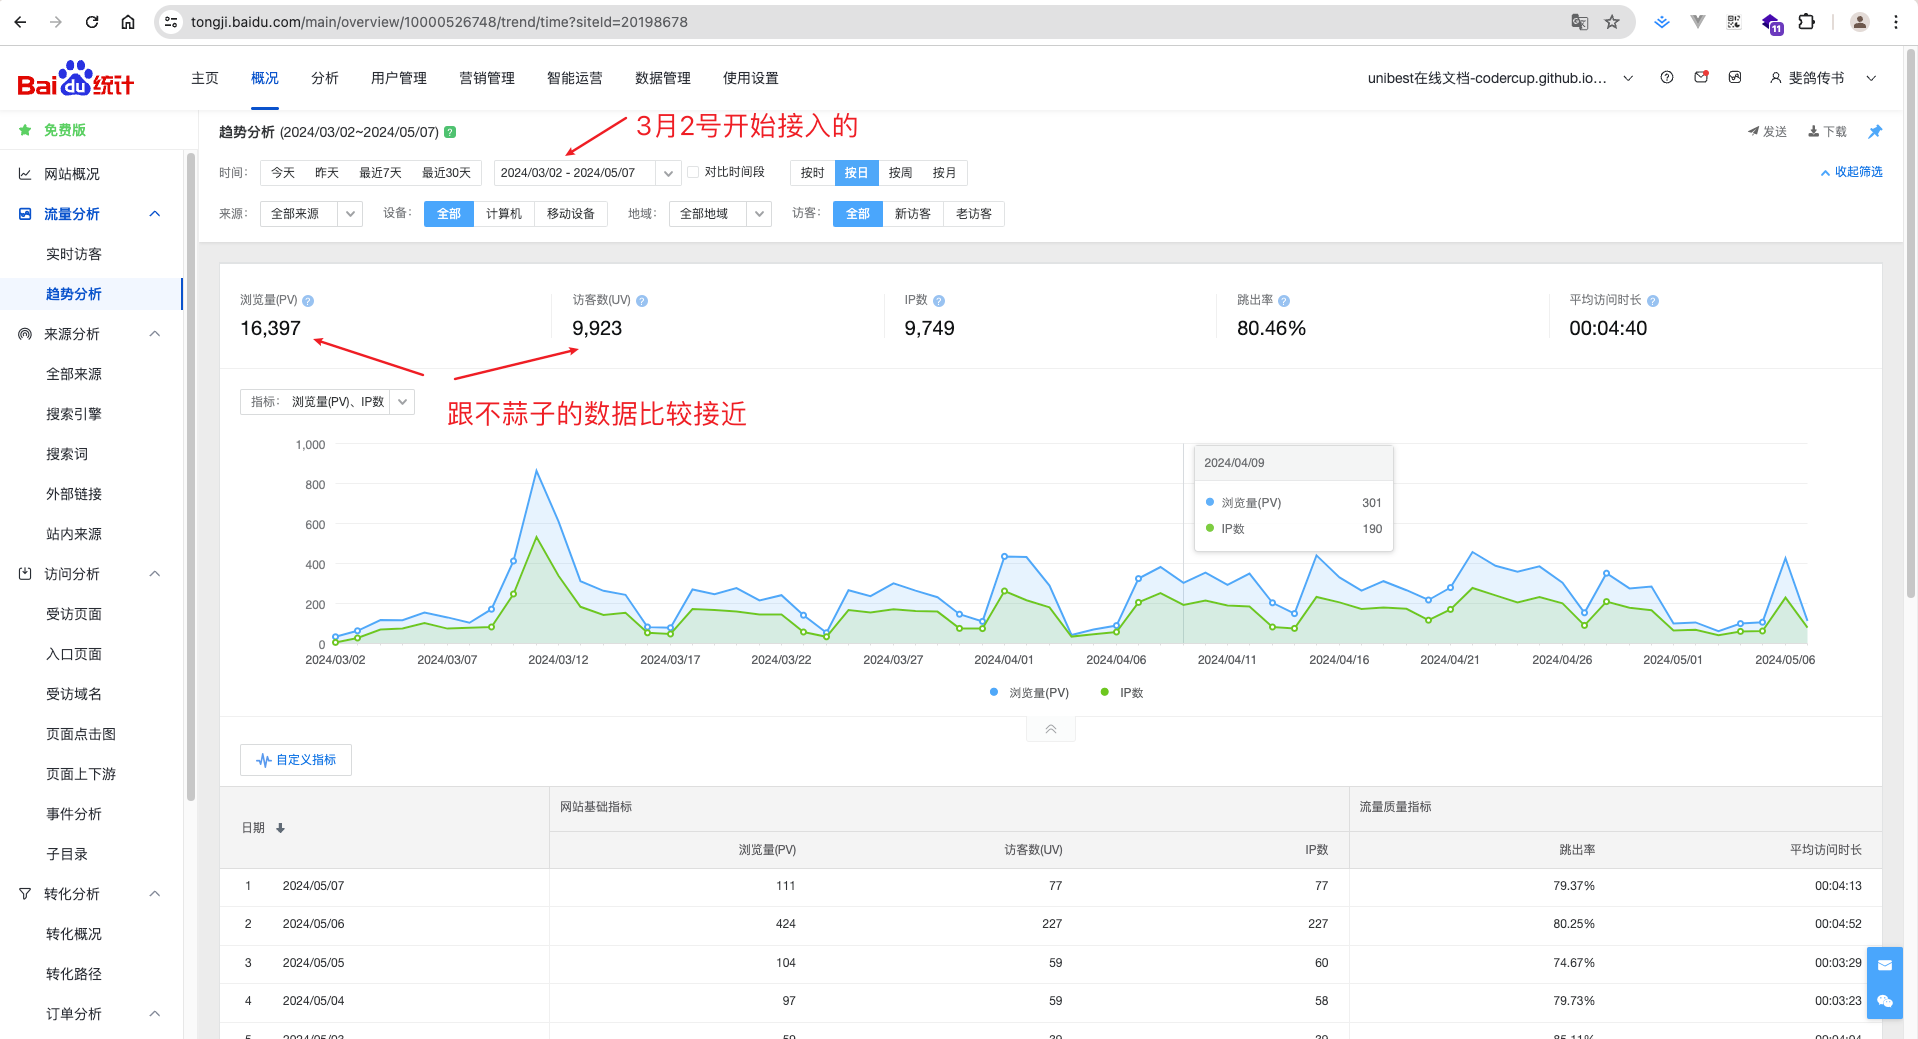 tongji.baidu.com/main/overview/10000526748/trend/time?siteId=20198678
11
Bai du 统计
主页 概况 分析 用户管理 营销管理 智能运营 数据管理 使用设置
unibest在线文档-codercup.github.io... 斐鸽传书
免费版
网站概况
流量分析
实时访客
趋势分析
来源分析
全部来源
搜索引擎
搜索词
外部链接
站内来源
访问分析
受访页面
入口页面
受访域名
页面点击图
页面上下游
事件分析
子目录
转化分析
转化概况
转化路径
订单分析
趋势分析 (2024/03/02~2024/05/07) ?
3月2号开始接入的
发送 下载
时间： 今天 昨天 最近7天 最近30天 2024/03/02 - 2024/05/07 对比时间段 按时 按日 按周 按月
收起筛选
来源： 全部来源 设备： 全部 计算机 移动设备 地域： 全部地域 访客： 全部 新访客 老访客
浏览量(PV) ? 访客数(UV) ? IP数 ? 跳出率 ? 平均访问时长 ?
16,397 9,923 9,749 80.46% 00:04:40
指标： 浏览量(PV)、IP数
跟不蒜子的数据比较接近
1,000
800
600
400
200
0
2024/04/09
浏览量(PV) 301
IP数 190
2024/03/02 2024/03/07 2024/03/12 2024/03/17 2024/03/22 2024/03/27 2024/04/01 2024/04/06 2024/04/11 2024/04/16 2024/04/21 2024/04/26 2024/05/01 2024/05/06
浏览量(PV) IP数
自定义指标
日期 网站基础指标 流量质量指标
浏览量(PV) 访客数(UV) IP数 跳出率 平均访问时长
1 2024/05/07 111 77 77 79.37% 00:04:13
2 2024/05/06 424 227 227 80.25% 00:04:52
3 2024/05/05 104 59 60 74.67% 00:03:29
4 2024/05/04 97 59 58 79.73% 00:03:23